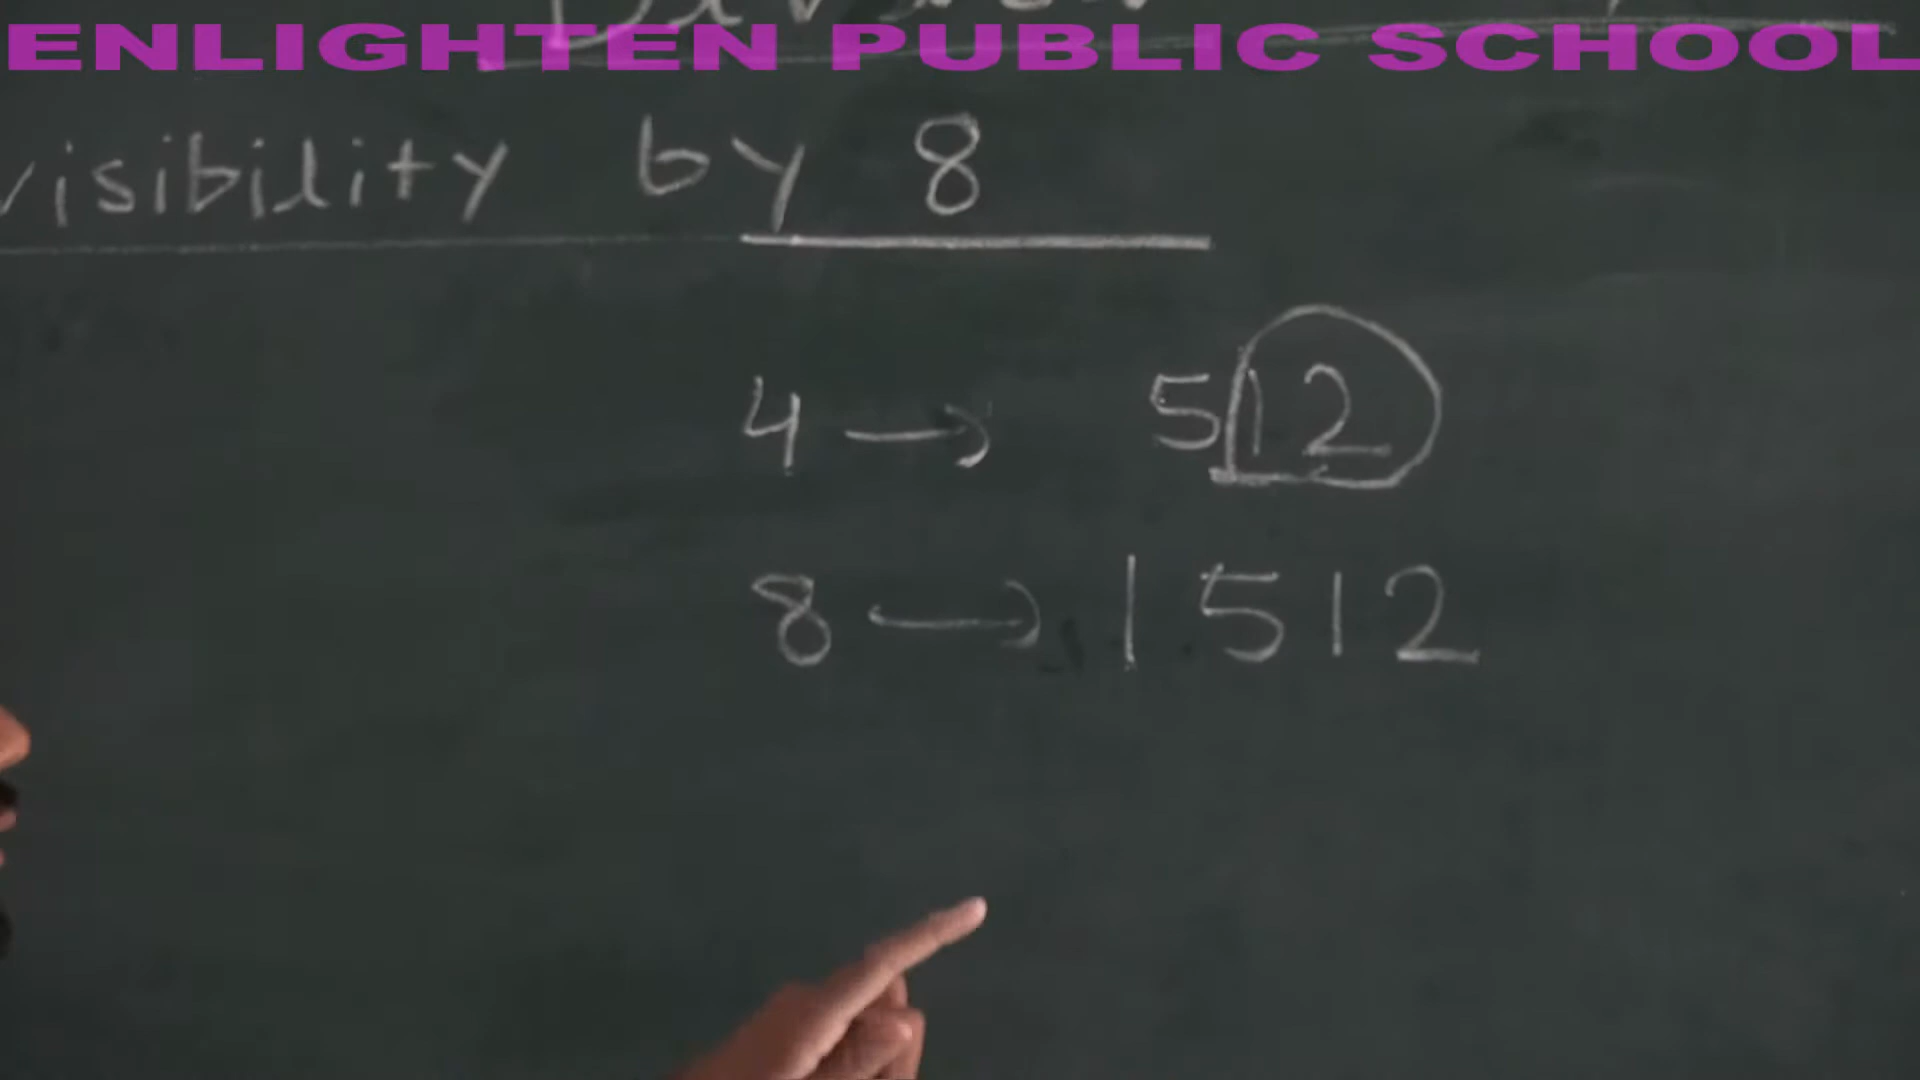 ENLIGHTEN PUBLIC SCHOOL
visibility by 8
4 → 512
8 → 1512